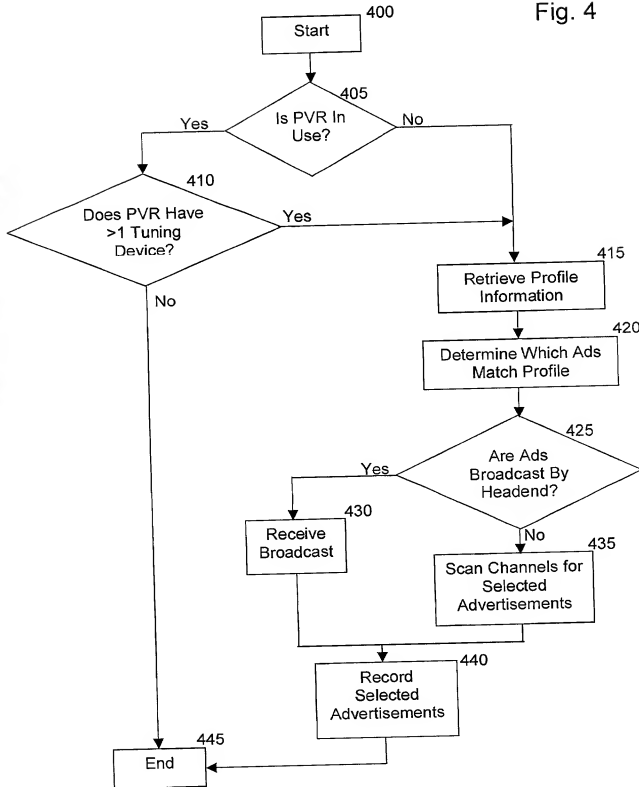 Fig. 4
400
Start
405
Is PVR In
Use?
Yes
No
410
Does PVR Have
>1 Tuning
Device?
Yes
No
415
Retrieve Profile
Information
420
Determine Which Ads
Match Profile
425
Are Ads
Broadcast By
Headend?
Yes
No
430
Receive
Broadcast
435
Scan Channels for
Selected
Advertisements
440
Record
Selected
Advertisements
445
End